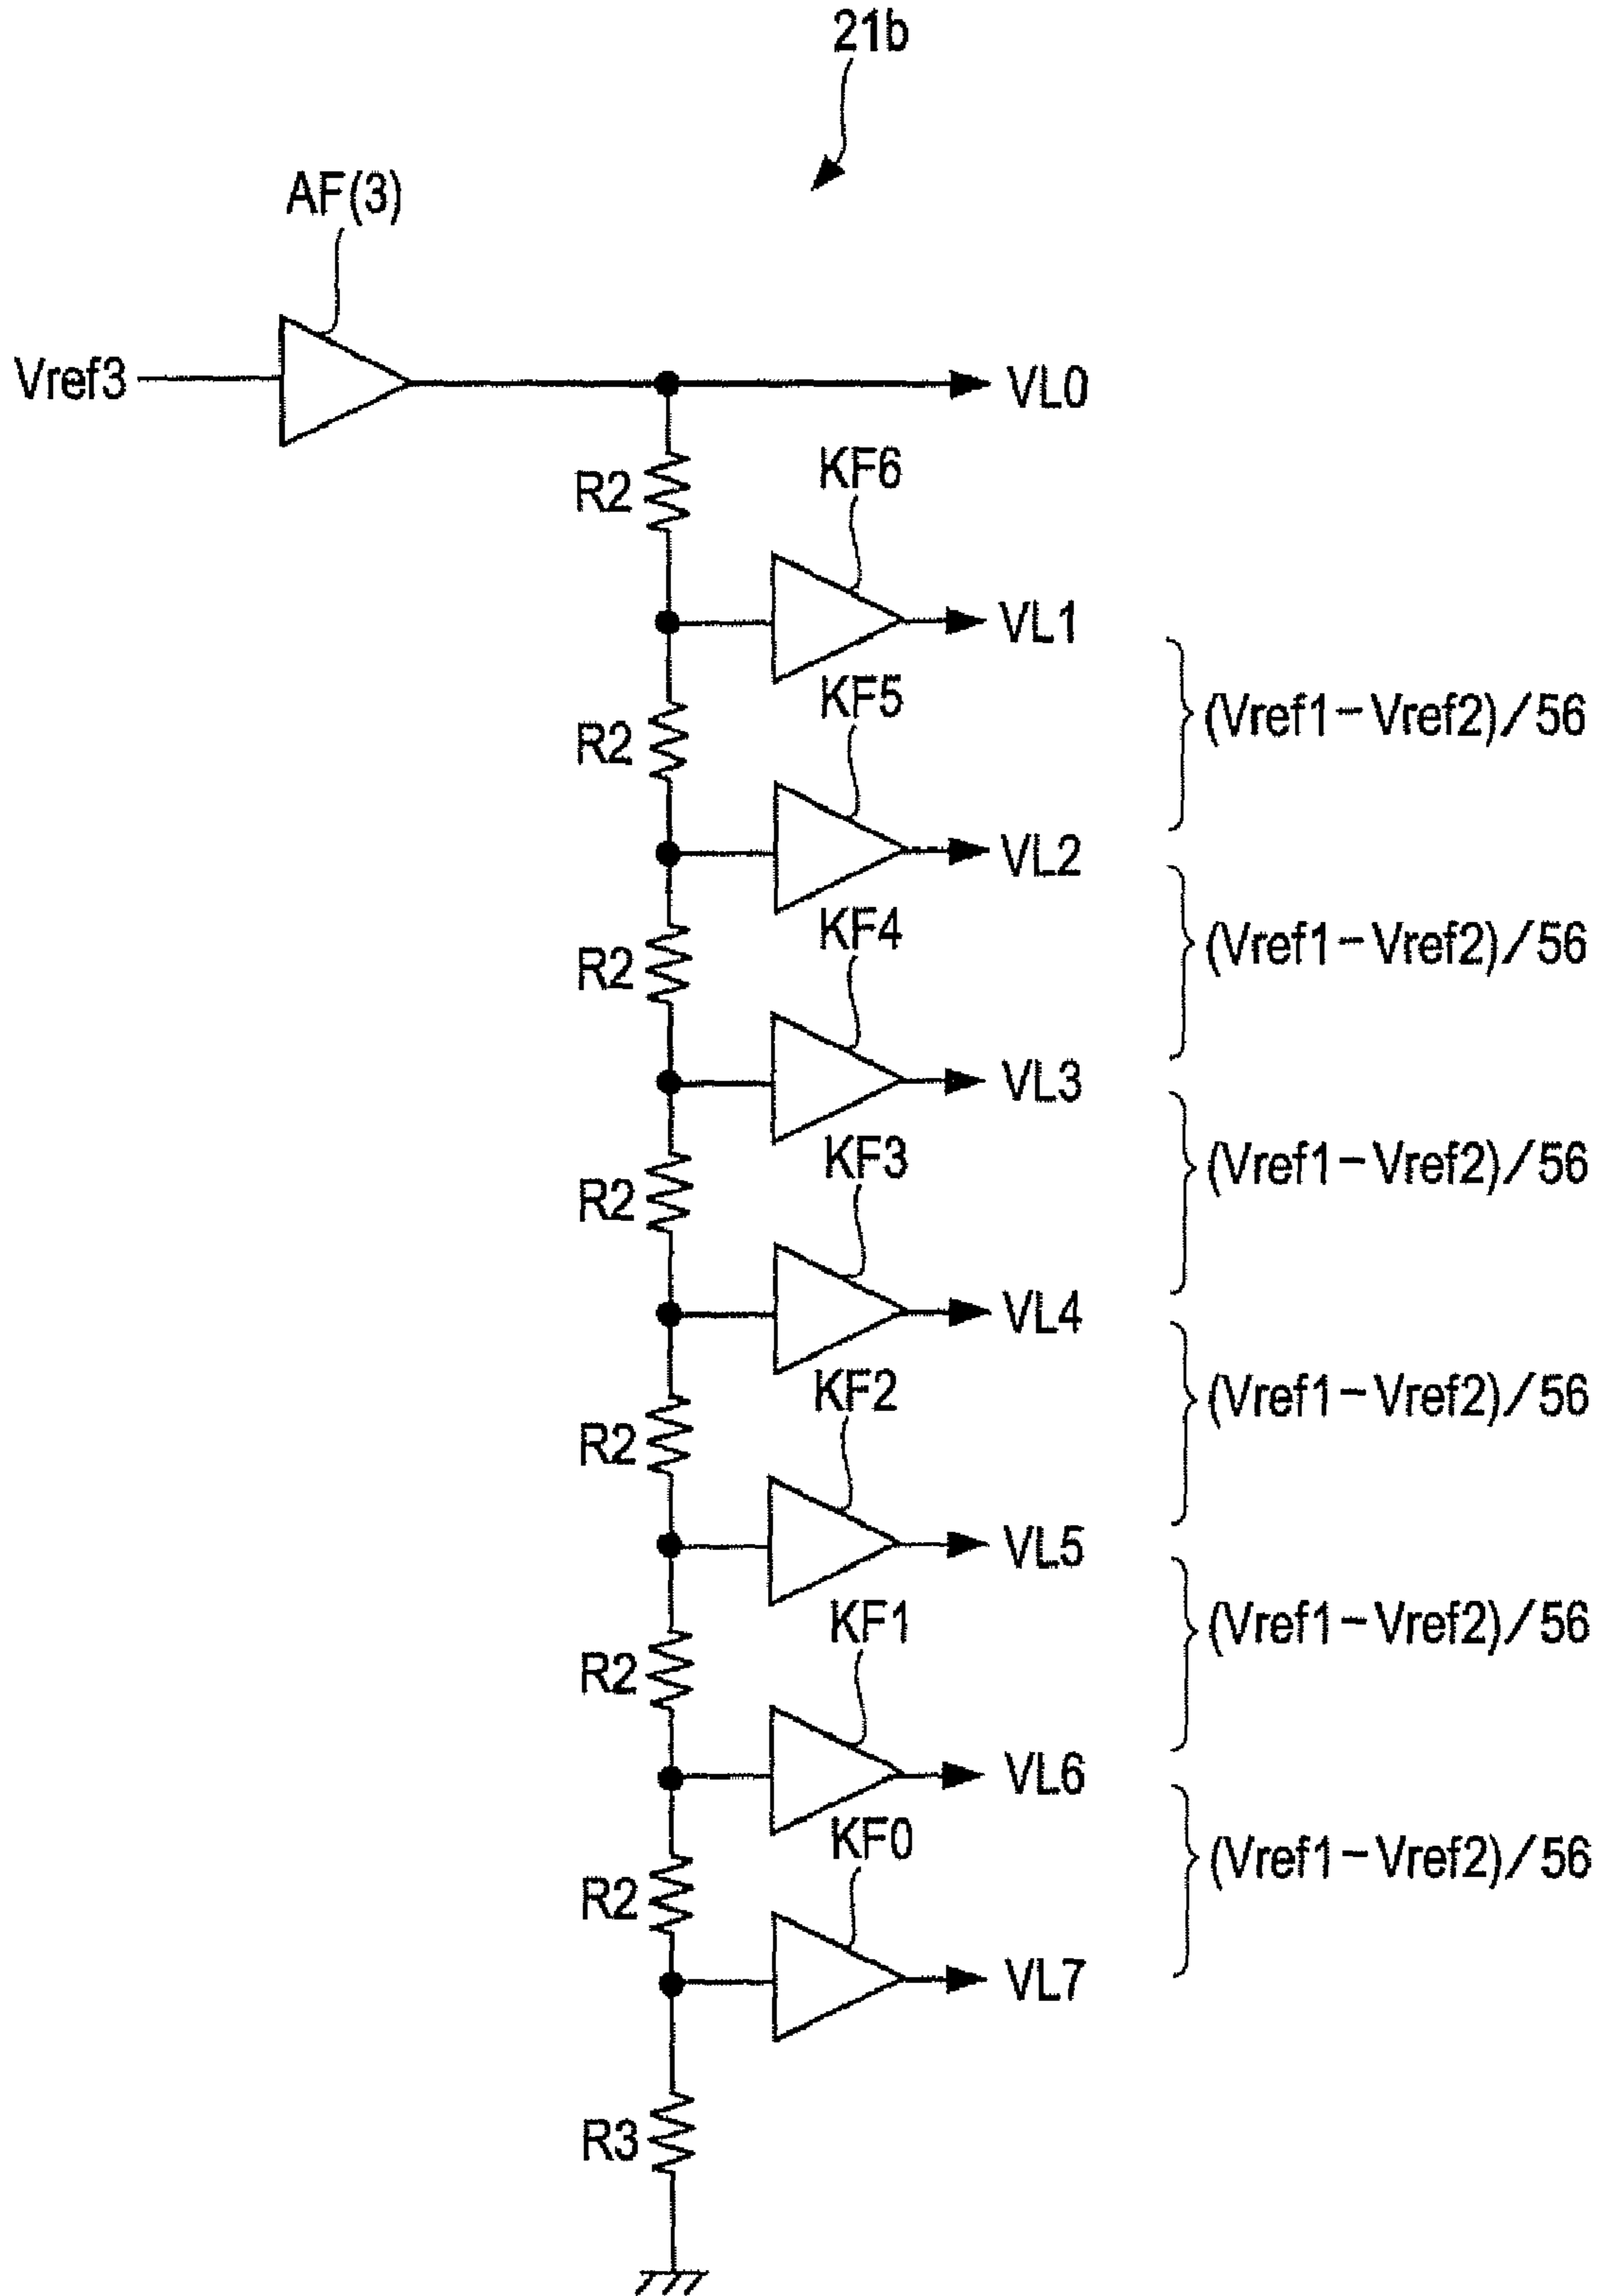 21b
AF(3)
Vref3
VL0
R2
KF6
VL1
KF5
R2
(Vref1−Vref2)/56
VL2
KF4
R2
(Vref1−Vref2)/56
VL3
KF3
R2
(Vref1−Vref2)/56
VL4
KF2
R2
(Vref1−Vref2)/56
VL5
KF1
R2
(Vref1−Vref2)/56
VL6
KF0
R2
(Vref1−Vref2)/56
VL7
R3